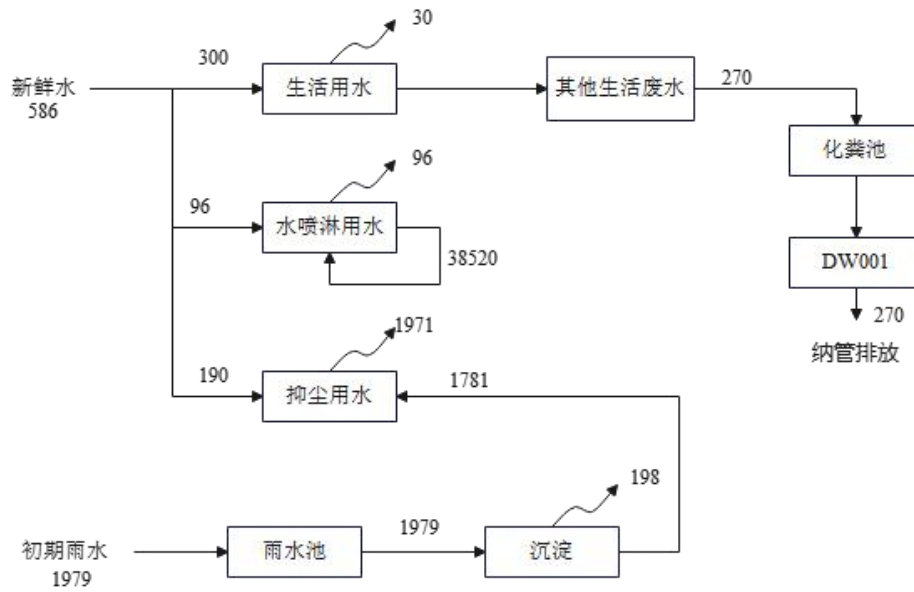 30
300
新鲜水
586
生活用水
其他生活废水
270
化粪池
96
96
水喷淋用水
38520
DW001
270
纳管排放
1971
190
抑尘用水
1781
198
初期雨水
1979
雨水池
1979
沉淀